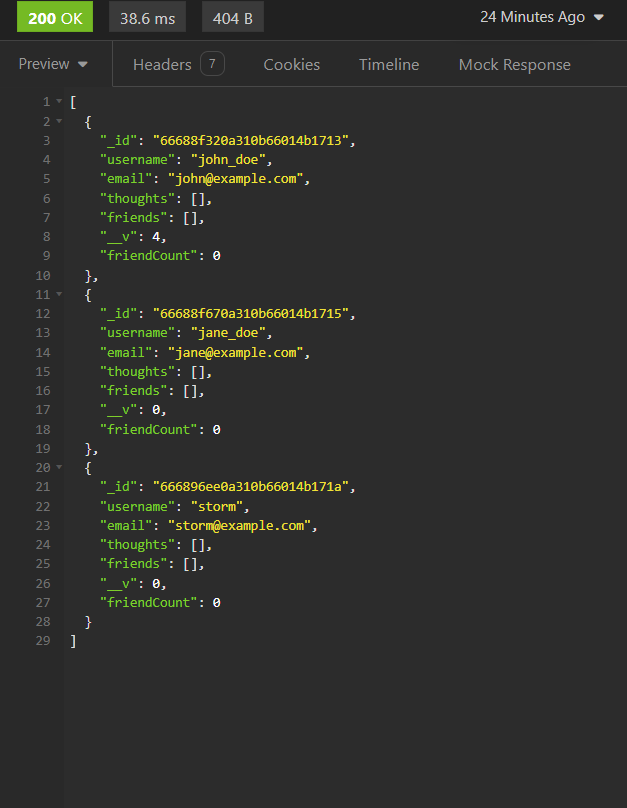 200 OK 38.6 ms 404 B 24 Minutes Ago
Preview Headers 7 Cookies Timeline Mock Response
1 [
2 {
3 "_id": "66688f320a310b66014b1713",
4 "username": "john_doe",
5 "email": "john@example.com",
6 "thoughts": [],
7 "friends": [],
8 "__v": 4,
9 "friendCount": 0
10 },
11 {
12 "_id": "66688f670a310b66014b1715",
13 "username": "jane_doe",
14 "email": "jane@example.com",
15 "thoughts": [],
16 "friends": [],
17 "__v": 0,
18 "friendCount": 0
19 },
20 {
21 "_id": "666896ee0a310b66014b171a",
22 "username": "storm",
23 "email": "storm@example.com",
24 "thoughts": [],
25 "friends": [],
26 "__v": 0,
27 "friendCount": 0
28 }
29 ]